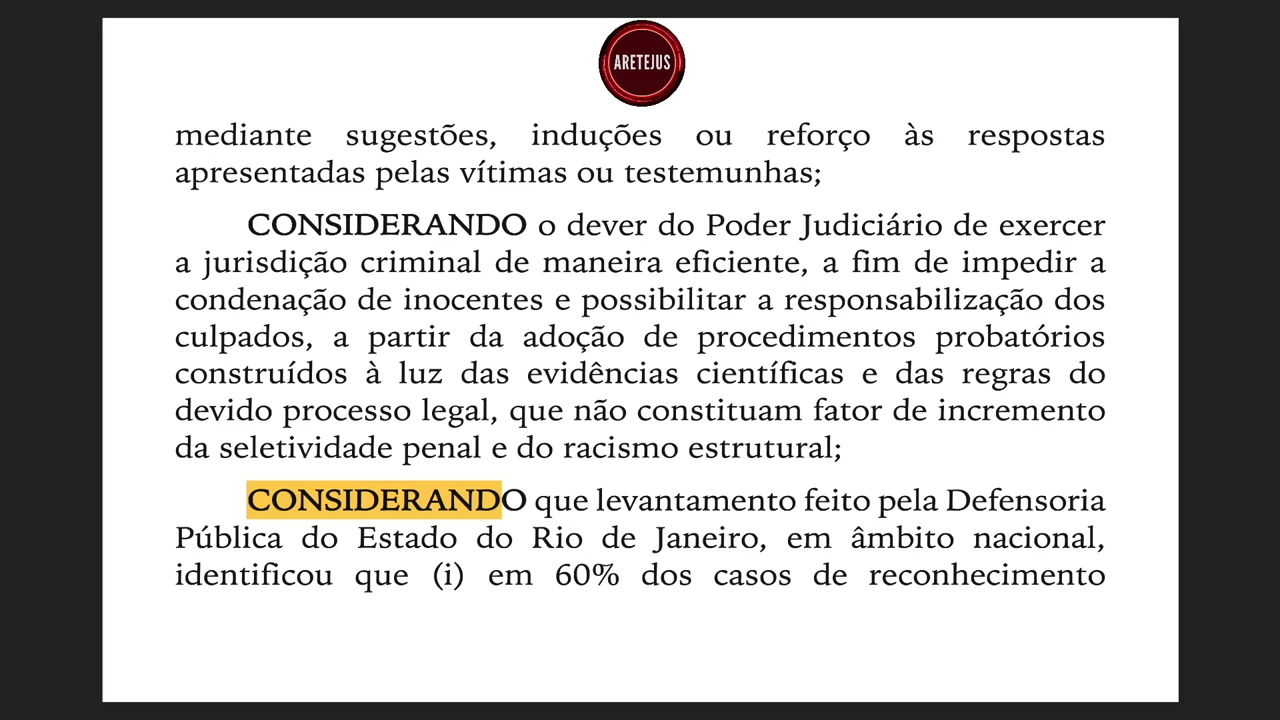 ARETEJUS
mediante sugestões, induções ou reforço às respostas
apresentadas pelas vítimas ou testemunhas;
CONSIDERANDO o dever do Poder Judiciário de exercer
a jurisdição criminal de maneira eficiente, a fim de impedir a
condenação de inocentes e possibilitar a responsabilização dos
culpados, a partir da adoção de procedimentos probatórios
construídos à luz das evidências científicas e das regras do
devido processo legal, que não constituam fator de incremento
da seletividade penal e do racismo estrutural;
CONSIDERANDO que levantamento feito pela Defensoria
Pública do Estado do Rio de Janeiro, em âmbito nacional,
identificou que (i) em 60% dos casos de reconhecimento